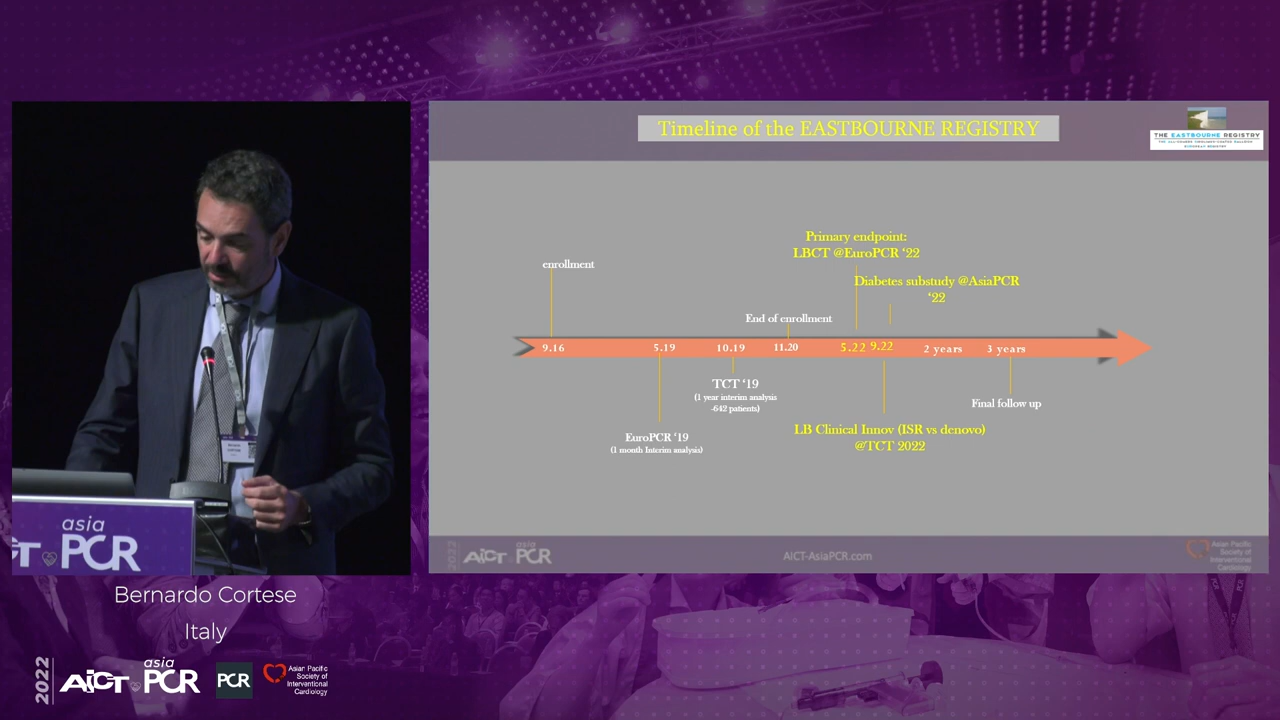 Timeline of the EASTBOURNE REGISTRY
THE EASTBOURNE REGISTRY
Primary endpoint:
LBCT @EuroPCR ‘22
enrollment
Diabetes substudy @AsiaPCR
‘22
End of enrollment
9.16
5.19
10.19
11.20
5.22
9.22
2 years
3 years
TCT ‘19
(1 year interim analysis
-642 patients)
Final follow up
EuroPCR ‘19
(1 month Interim analysis)
LB Clinical Innov (ISR vs denovo)
@TCT 2022
2022
AiCT
asia
PCR
AICT-AsiaPCR.com
Asian Pacific
Society of
Interventional
Cardiology
asia
CT PCR
Bernardo Cortese
Italy
2022
AiCT
asia
PCR
PCR
Asian Pacific
Society of
Interventional
Cardiology